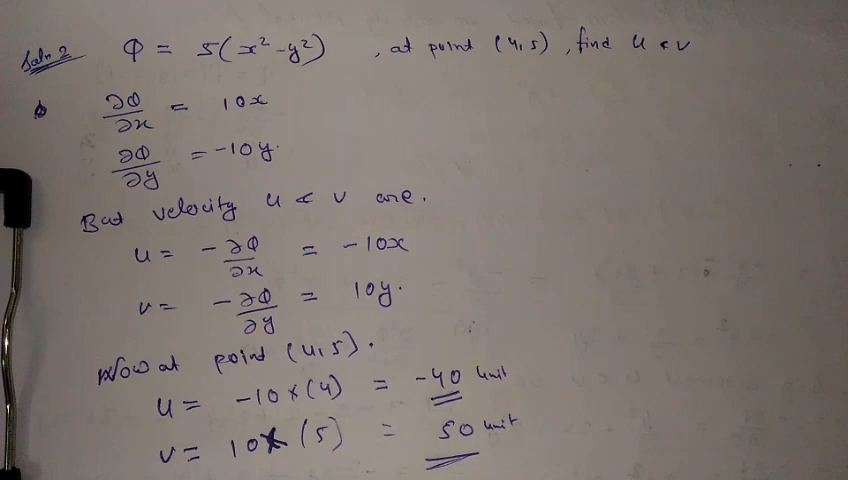 Soln 2 Φ = 5(x² - y²) , at point (4,5), find u & v
∂Φ/∂x = 10x
∂Φ/∂y = -10y.
But velocity u & v are.
u = -∂Φ/∂x = -10x
v = -∂Φ/∂y = 10y.
Now at point (4,5).
u = -10×(4) = -40 unit
v = 10×(5) = 50 unit